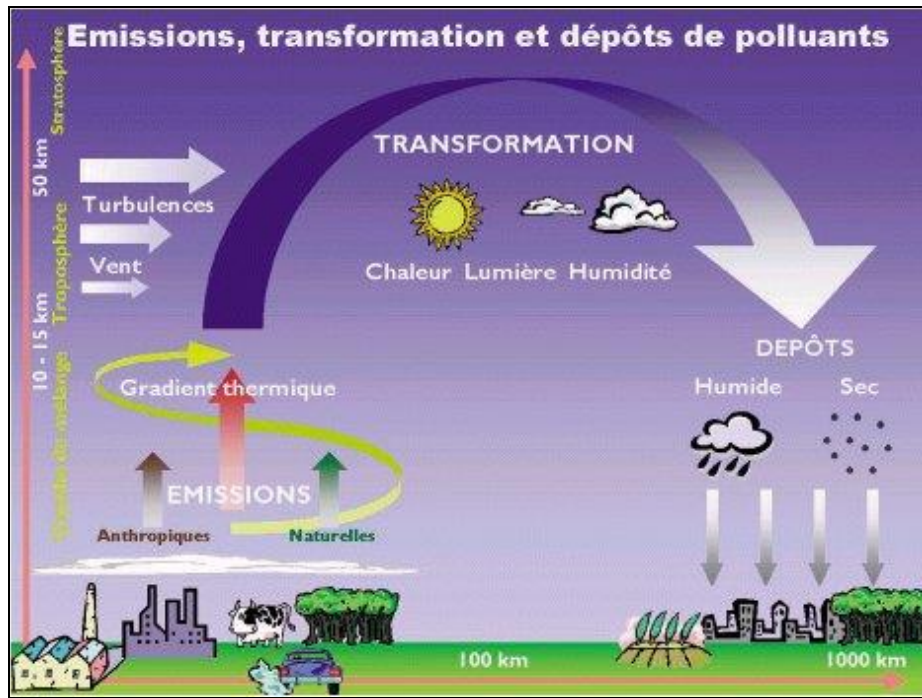 Emissions, transformation et dépôts de polluants
Stratosphère
50 km
Troposphère
10 - 15 km
Couche de mélange
Turbulences
Vent
TRANSFORMATION
Chaleur Lumière Humidité
Gradient thermique
EMISSIONS
Anthropiques
Naturelles
DEPÔTS
Humide Sec
100 km
1000 km